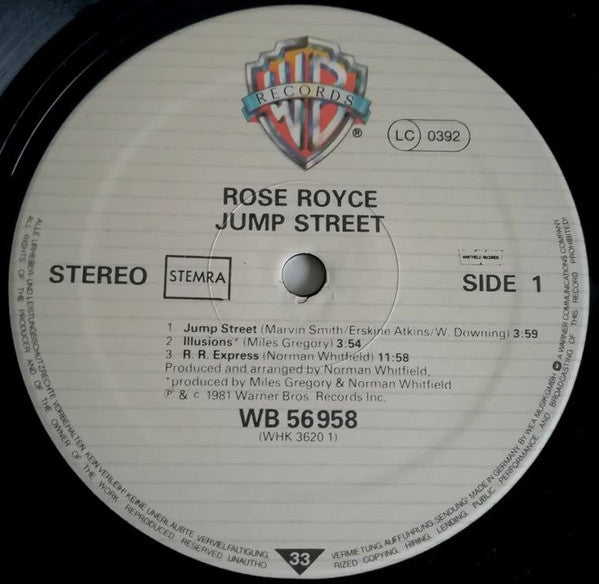 WB
RECORDS
®
LC 0392
ROSE ROYCE
JUMP STREET
STEREO
STEMRA
WHITFIELD RECORDS
SIDE 1
1 Jump Street (Marvin Smith/Erskine Atkins/W. Downing) 3:59
2 Illusions* (Miles Gregory) 3:54
3 R. R. Express (Norman Whitfield) 11:58
Produced and arranged by Norman Whitfield,
*produced by Miles Gregory & Norman Whitfield
℗ & © 1981 Warner Bros. Records Inc.
WB 56 958
(WHK 3620 1)
33
ALLE URHEBER- UND LEISTUNGSSCHUTZRECHTE VORBEHALTEN. KEIN VERLEIH! KEINE UNERLAUBTE VERVIELFÄLTIGUNG, VERMIETUNG, AUFFÜHRUNG, SENDUNG! MADE IN GERMANY BY WEA MUSIK GMBH A WARNER COMMUNICATIONS COMPANY
ALL RIGHTS OF THE PRODUCER AND OF THE OWNER OF THE WORK REPRODUCED RESERVED. UNAUTHORIZED COPYING, HIRING, LENDING, PUBLIC PERFORMANCE AND BROADCASTING OF THIS RECORD PROHIBITED!